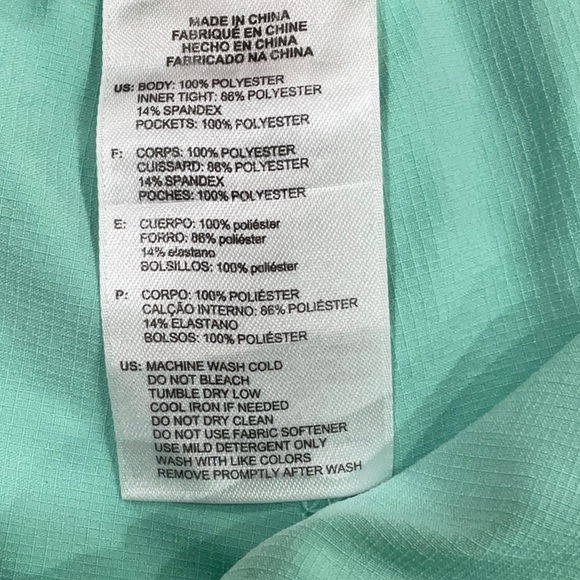 MADE IN CHINA
FABRIQUÉ EN CHINE
HECHO EN CHINA
FABRICADO NA CHINA
US: BODY: 100% POLYESTER
INNER TIGHT: 86% POLYESTER
14% SPANDEX
POCKETS: 100% POLYESTER
F: CORPS: 100% POLYESTER
CUISSARD: 86% POLYESTER
14% SPANDEX
POCHES: 100% POLYESTER
E: CUERPO: 100% poliéster
FORRO: 86% poliéster
14% elastano
BOLSILLOS: 100% poliéster
P: CORPO: 100% POLIÉSTER
CALÇÃO INTERNO: 86% POLIÉSTER
14% ELASTANO
BOLSOS: 100% POLIÉSTER
US: MACHINE WASH COLD
DO NOT BLEACH
TUMBLE DRY LOW
COOL IRON IF NEEDED
DO NOT DRY CLEAN
DO NOT USE FABRIC SOFTENER
USE MILD DETERGENT ONLY
WASH WITH LIKE COLORS
REMOVE PROMPTLY AFTER WASH